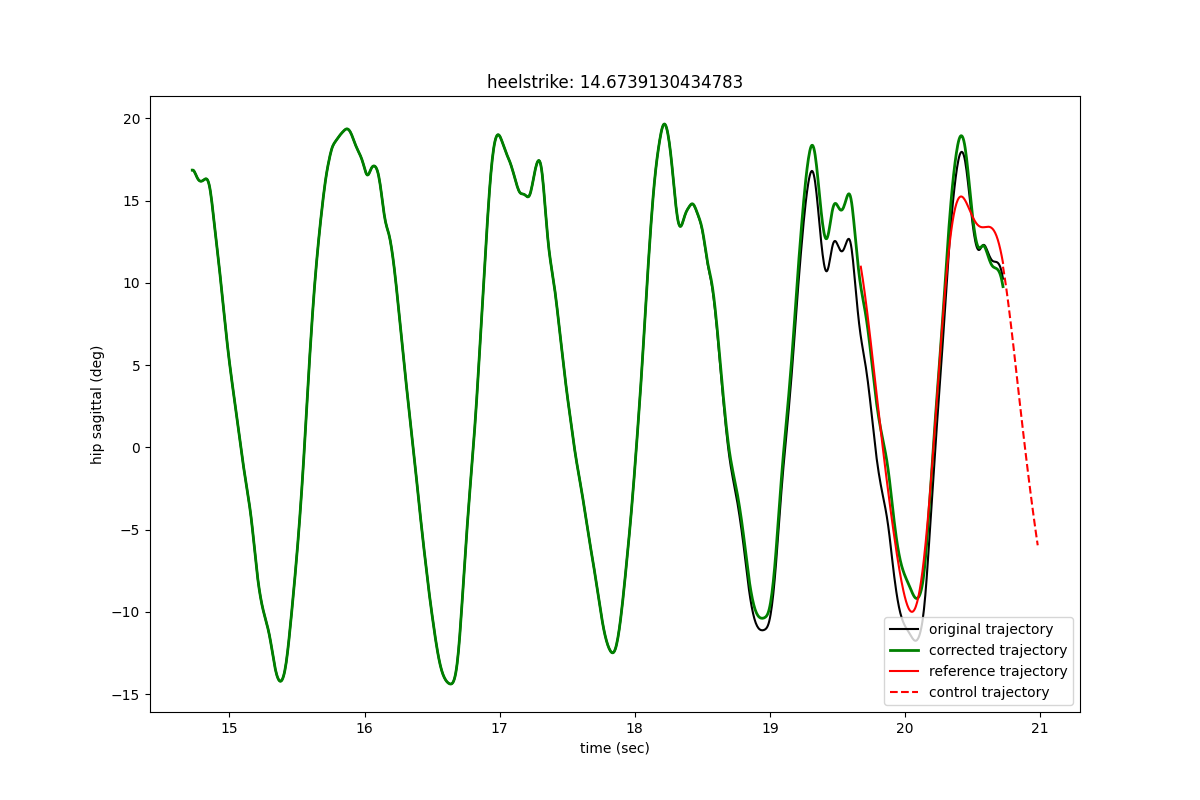 heelstrike: 14.6739130434783
20
15
10
5
0
−5
−10
−15
hip sagittal (deg)
15
16
17
18
19
20
21
time (sec)
original trajectory
corrected trajectory
reference trajectory
control trajectory